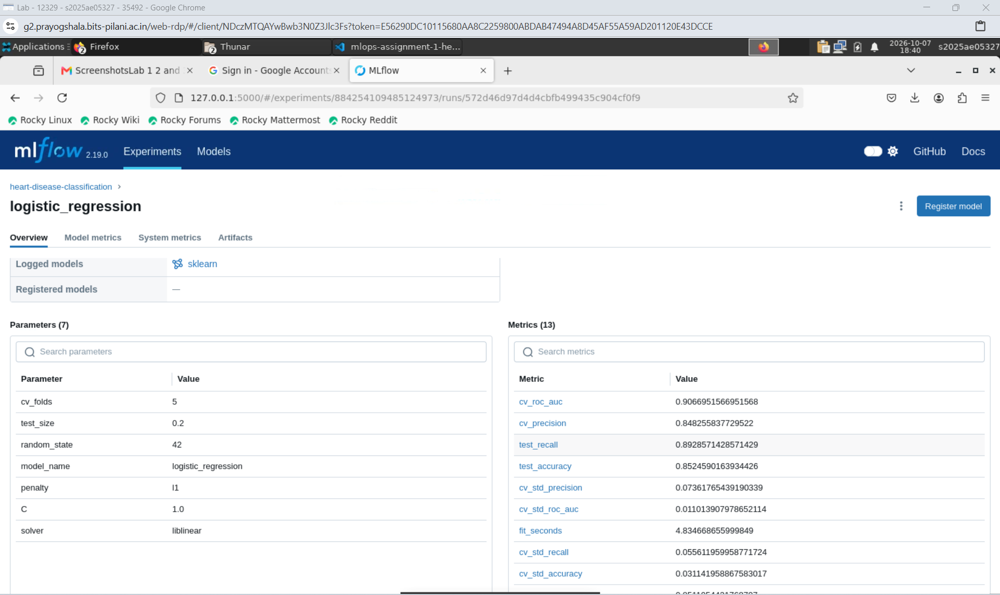 Lab - 12329 - s2025ae05327 - 35492 - Google Chrome
g2.prayogshala.bits-pilani.ac.in/web-rdp/#/client/NDczMTQAYwBwb3N0Z3Jlc3Fs?token=E56290DC10115680AA8C2259800ABDAB47494A8D45AF55A59AD201120E43DCCE
Applications Firefox Thunar mlops-assignment-1-he... 2026-10-07 18:40 s2025ae05327
ScreenshotsLab 1 2 and Sign in - Google Account: MLflow
127.0.0.1:5000/#/experiments/884254109485124973/runs/572d46d97d4d4cbfb499435c904cf0f9
Rocky Linux Rocky Wiki Rocky Forums Rocky Mattermost Rocky Reddit
mlflow 2.19.0 Experiments Models GitHub Docs
heart-disease-classification
logistic_regression
Register model
Overview Model metrics System metrics Artifacts
Logged models sklearn
Registered models —
Parameters (7)
Search parameters
Parameter Value
cv_folds 5
test_size 0.2
random_state 42
model_name logistic_regression
penalty l1
C 1.0
solver liblinear
Metrics (13)
Search metrics
Metric Value
cv_roc_auc 0.9066951566951568
cv_precision 0.848255837729522
test_recall 0.8928571428571429
test_accuracy 0.8524590163934426
cv_std_precision 0.07361765439190339
cv_std_roc_auc 0.011013907978652114
fit_seconds 4.834668655999849
cv_std_recall 0.055611959958771724
cv_std_accuracy 0.031141958867583017